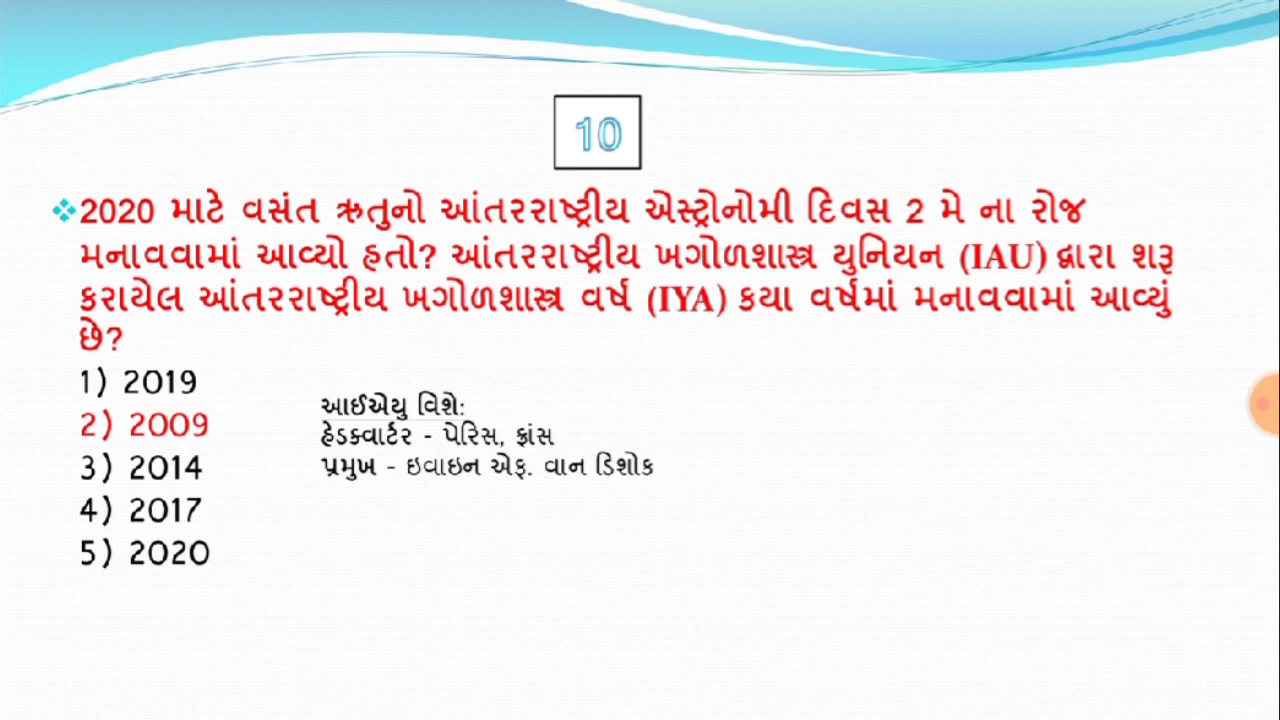 10
2020 માટે વસંત ઋતુનો આંતરરાષ્ટ્રીય એસ્ટ્રોનોમી દિવસ 2 મે ના રોજ
મનાવવામાં આવ્યો હતો? આંતરરાષ્ટ્રીય ખગોળશાસ્ત્ર યુનિયન (IAU) દ્વારા શરૂ
કરાયેલ આંતરરાષ્ટ્રીય ખગોળશાસ્ત્ર વર્ષ (IYA) કયા વર્ષમાં મનાવવામાં આવ્યું
છે?
1) 2019
2) 2009
3) 2014
4) 2017
5) 2020
આઈએયુ વિશે:
હેડક્વાર્ટર - પેરિસ, ફ્રાંસ
પ્રમુખ - ઇવાઇન એફ. વાન ડિશોક